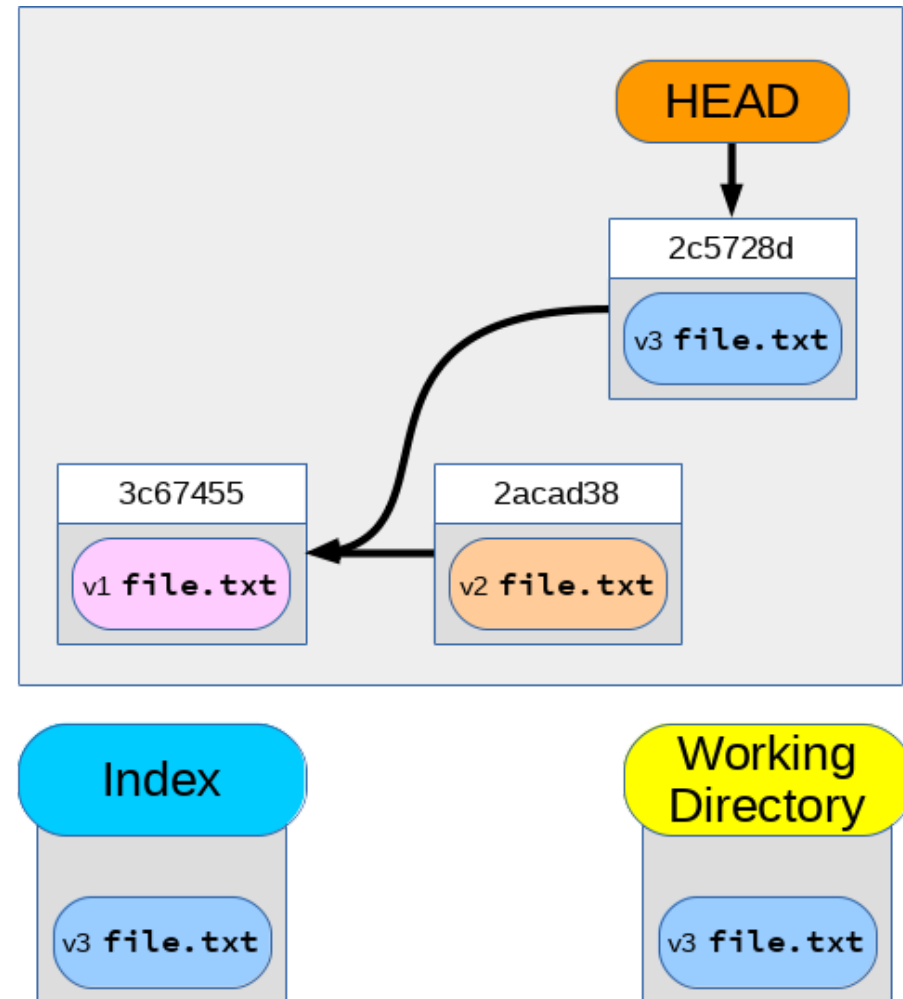 HEAD
2c5728d
v3 file.txt
3c67455
2acad38
v1 file.txt
v2 file.txt
Index
Working
Directory
v3 file.txt
v3 file.txt